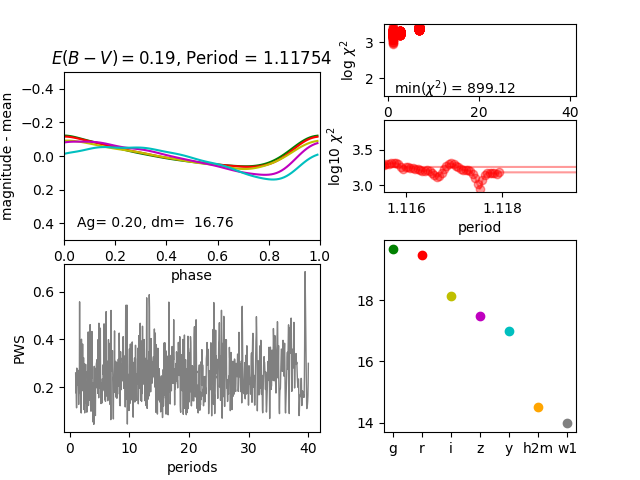 E(B − V) = 0.19, Period = 1.11754
magnitude - mean
−0.4
−0.2
0.0
0.2
0.4
Ag= 0.20, dm=  16.76
0.0 0.2 0.4 0.6 0.8 1.0
phase
log χ²
3
2
min(χ²) = 899.12
0 20 40
log10 χ²
3.5
3.0
1.116 1.118
period
PWS
0.6
0.4
0.2
0 10 20 30 40
periods
18
16
14
g r i z y h2m w1